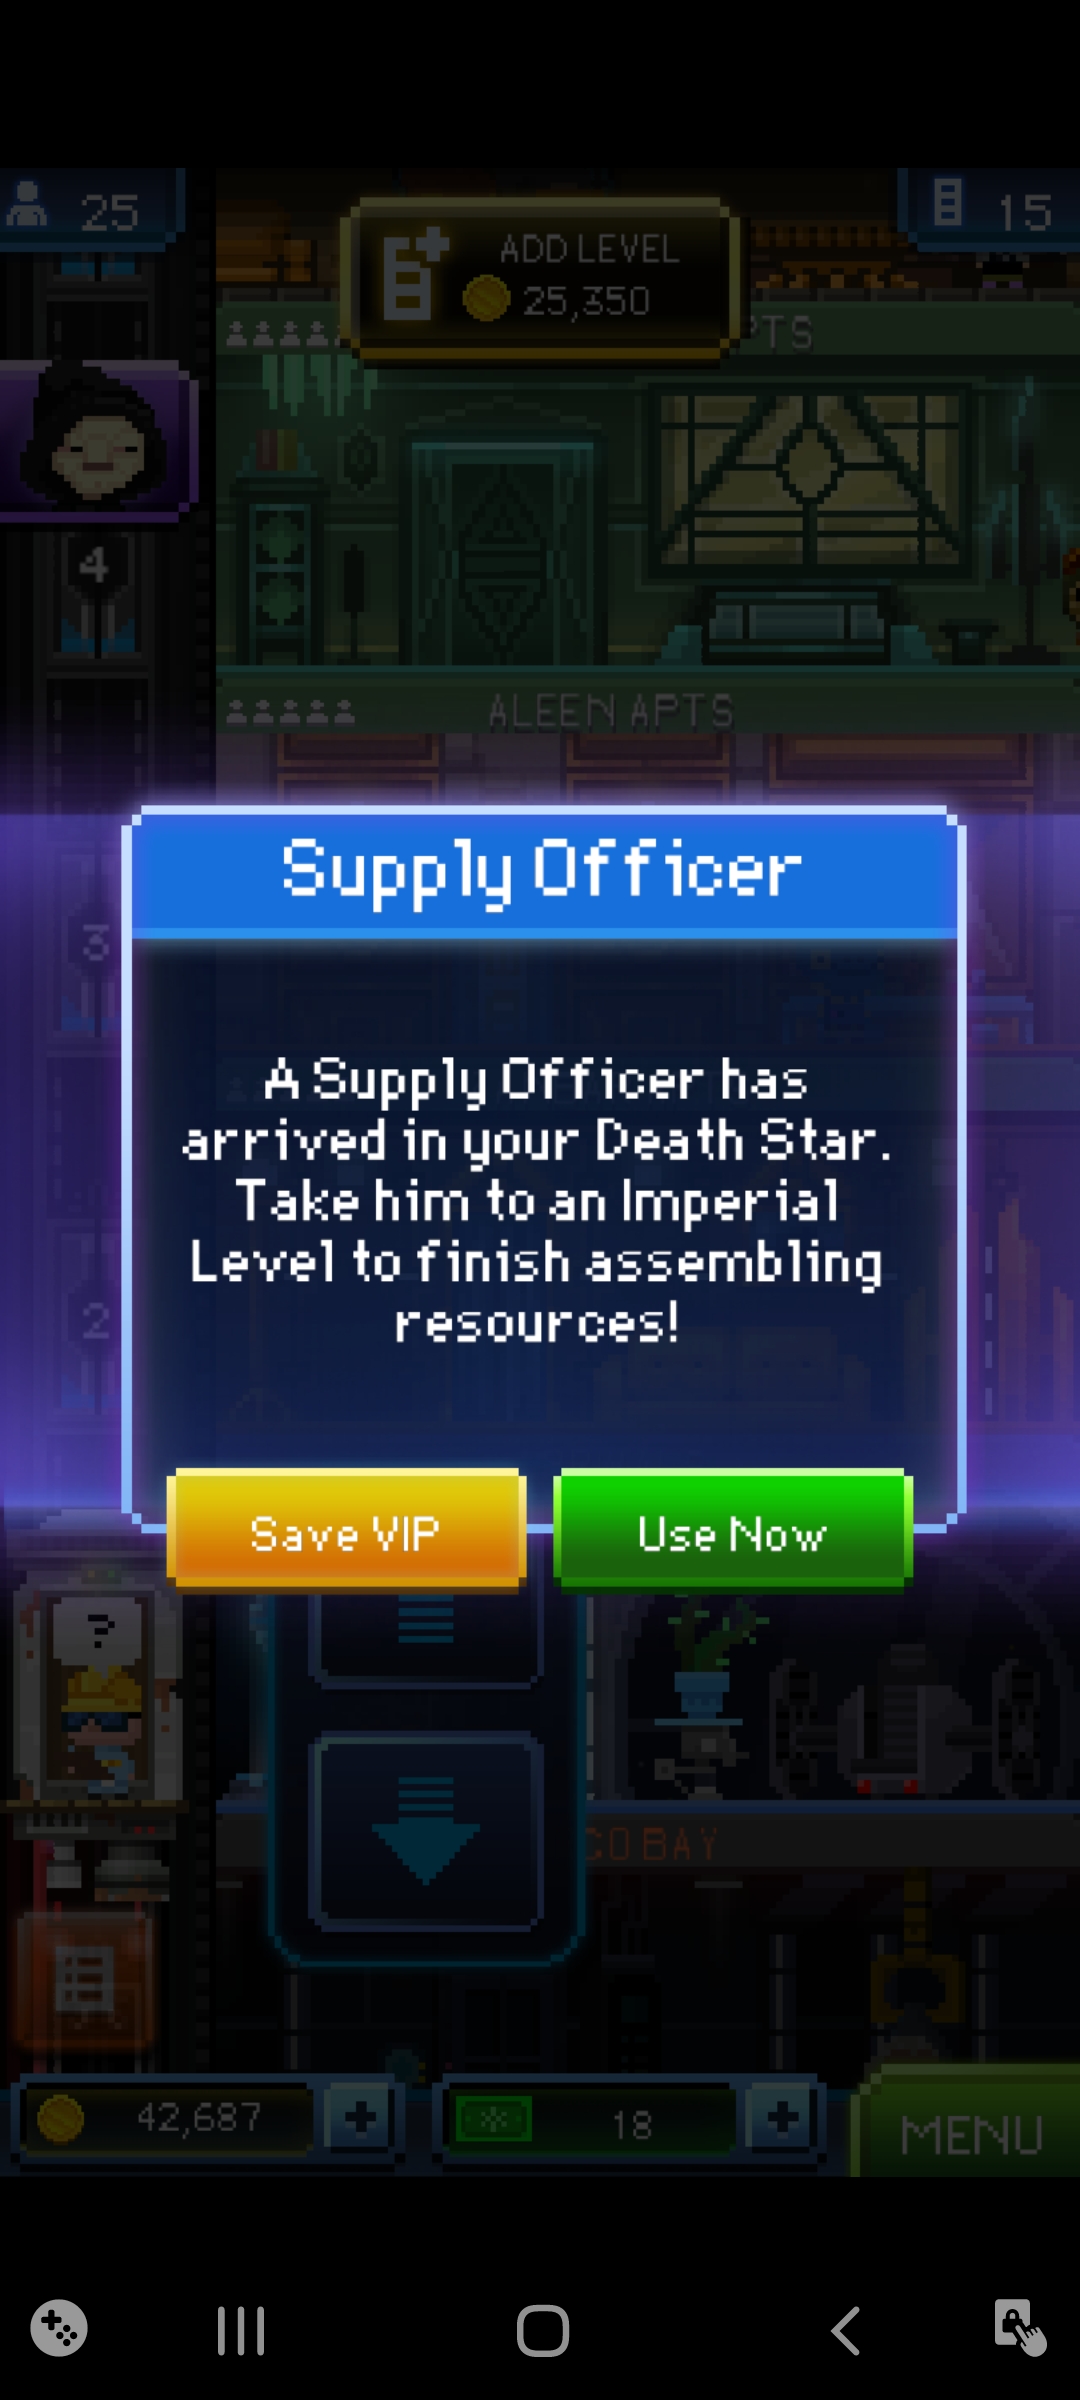 25
15
ADD LEVEL
25,350
PTS
4
ALEEN APTS
Supply Officer
3
A Supply Officer has
arrived in your Death Star.
Take him to an Imperial
Level to finish assembling
resources!
2
Save VIP
Use Now
?
CO BAY
42,687
18
MENU